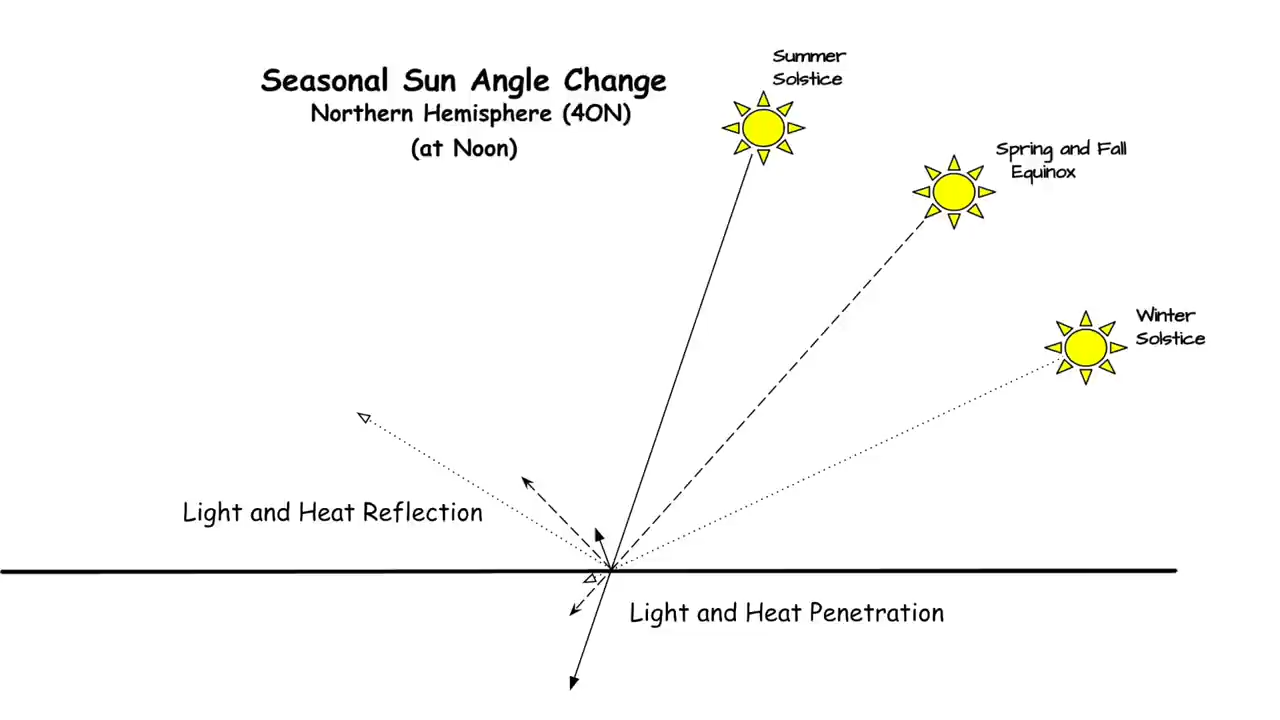 Seasonal Sun Angle Change
Northern Hemisphere (40N)
(at Noon)
Summer
Solstice
Spring and Fall
Equinox
Winter
Solstice
Light and Heat Reflection
Light and Heat Penetration